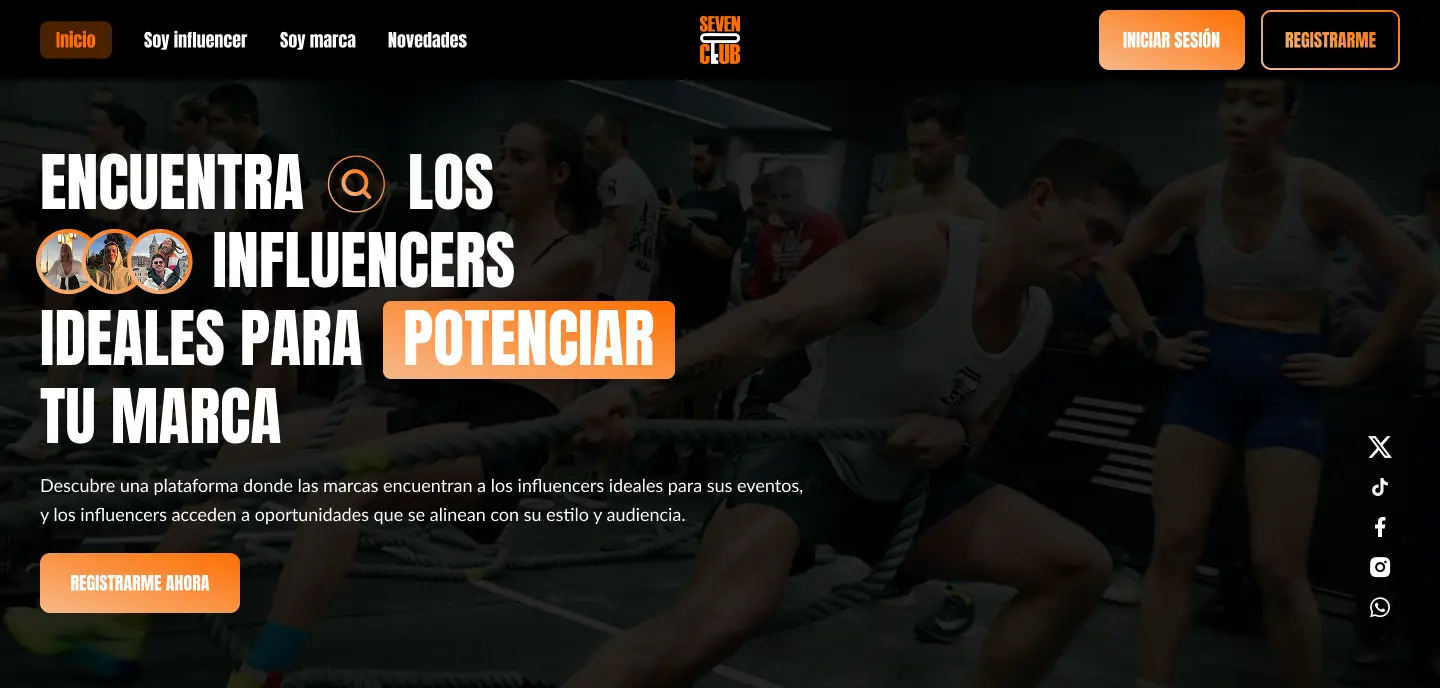 Inicio
Soy influencer
Soy marca
Novedades
SEVEN
CLUB
INICIAR SESIÓN
REGISTRARME
ENCUENTRA LOS
INFLUENCERS
IDEALES PARA POTENCIAR
TU MARCA
Descubre una plataforma donde las marcas encuentran a los influencers ideales para sus eventos,
y los influencers acceden a oportunidades que se alinean con su estilo y audiencia.
REGISTRARME AHORA